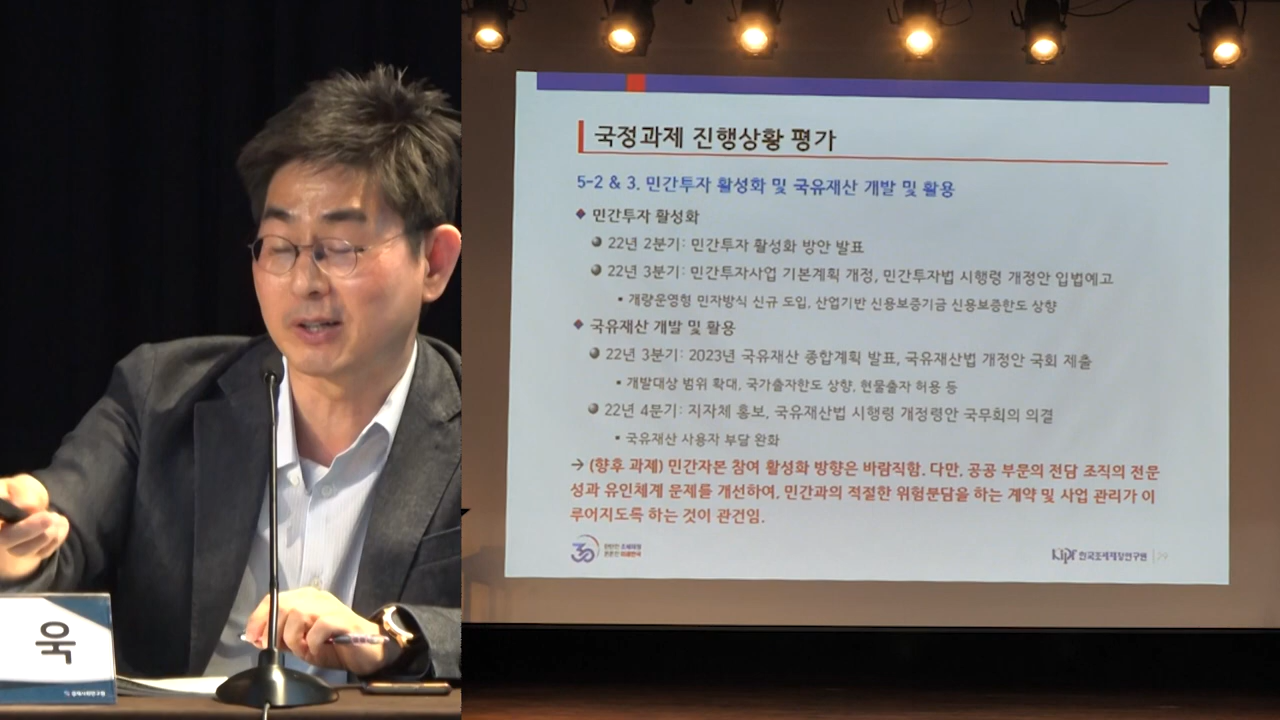 국정과제 진행상황 평가
5-2 & 3. 민간투자 활성화 및 국유재산 개발 및 활용
◆ 민간투자 활성화
22년 2분기: 민간투자 활성화 방안 발표
22년 3분기: 민간투자사업 기본계획 개정, 민간투자법 시행령 개정안 입법예고
▪ 개량운영형 민자방식 신규 도입, 산업기반 신용보증기금 신용보증한도 상향
◆ 국유재산 개발 및 활용
22년 3분기: 2023년 국유재산 종합계획 발표, 국유재산법 개정안 국회 제출
▪ 개발대상 범위 확대, 국가출자한도 상향, 현물출자 허용 등
22년 4분기: 지자체 홍보, 국유재산법 시행령 개정령안 국무회의 의결
▪ 국유재산 사용자 부담 완화
→ (향후 과제) 민간자본 참여 활성화 방향은 바람직함. 다만, 공공 부문의 전담 조직의 전문
성과 유인체계 문제를 개선하여, 민간과의 적절한 위험분담을 하는 계약 및 사업 관리가 이
루어지도록 하는 것이 관건임.
30
kipf 한국조세재정연구원 29
욱